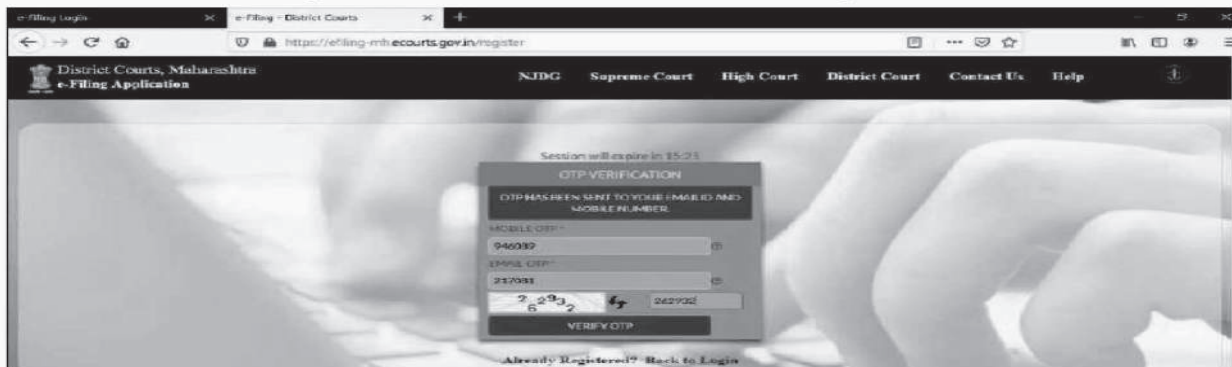 e-Filing Login
e-Filing - District Courts
https://efiling-mh.ecourts.gov.in/register
District Courts, Maharashtra
e-Filing Application
NJDG Supreme Court High Court District Court Contact Us Help
Session will expire in 15:21
OTP VERIFICATION
OTP HAS BEEN SENT TO YOUR EMAIL ID AND
MOBILE NUMBER.
MOBILE OTP *
946089
EMAIL OTP *
217081
262932 262932
VERIFY OTP
Already Registered? Back to Login